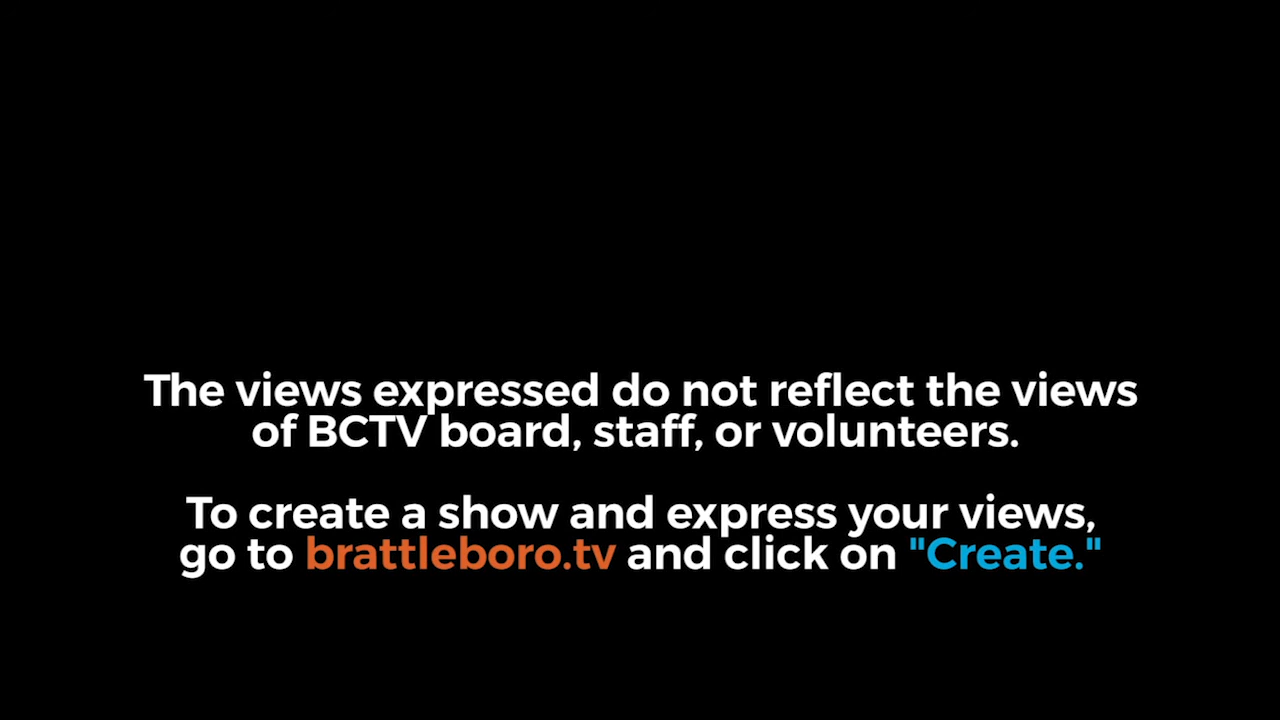 The views expressed do not reflect the views
of BCTV board, staff, or volunteers.
To create a show and express your views,
go to brattleboro.tv and click on "Create."